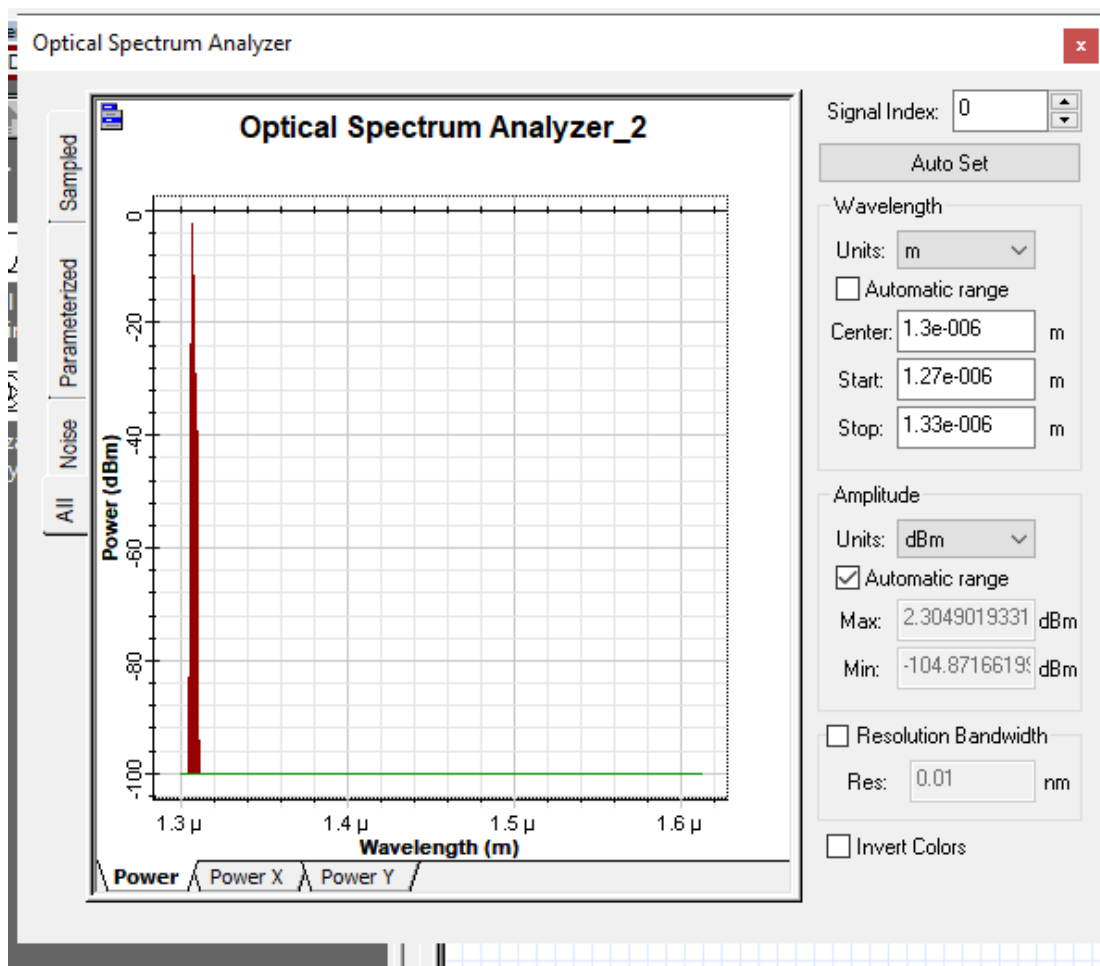 Optical Spectrum Analyzer
x
Optical Spectrum Analyzer_2
Sampled
Parameterized
Noise
All
Power (dBm)
0
-20
-40
-60
-80
-100
1.3 µ
1.4 µ
1.5 µ
1.6 µ
Wavelength (m)
Power
Power X
Power Y
Signal Index: 0
Auto Set
Wavelength
Units: m
Automatic range
Center: 1.3e-006 m
Start: 1.27e-006 m
Stop: 1.33e-006 m
Amplitude
Units: dBm
Automatic range
Max: 2.3049019331 dBm
Min: -104.8716619 dBm
Resolution Bandwidth
Res: 0.01 nm
Invert Colors